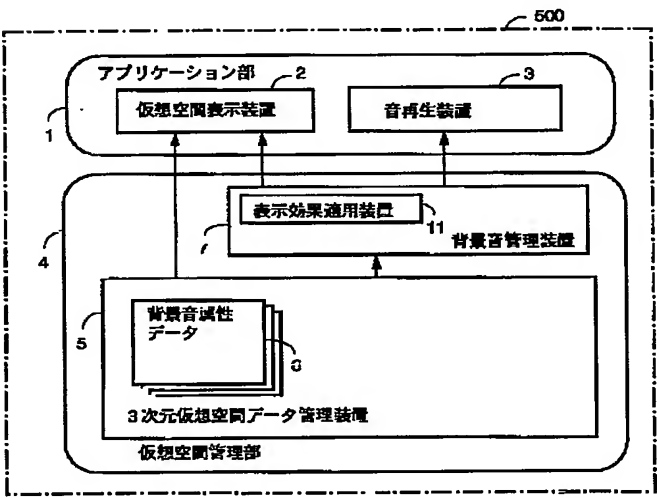 500
アプリケーション部
2
3
仮想空間表示装置
音再生装置
1
表示効果適用装置
11
背景音管理装置
4
背景音属性
データ
5
3次元仮想空間データ管理装置
仮想空間管理部